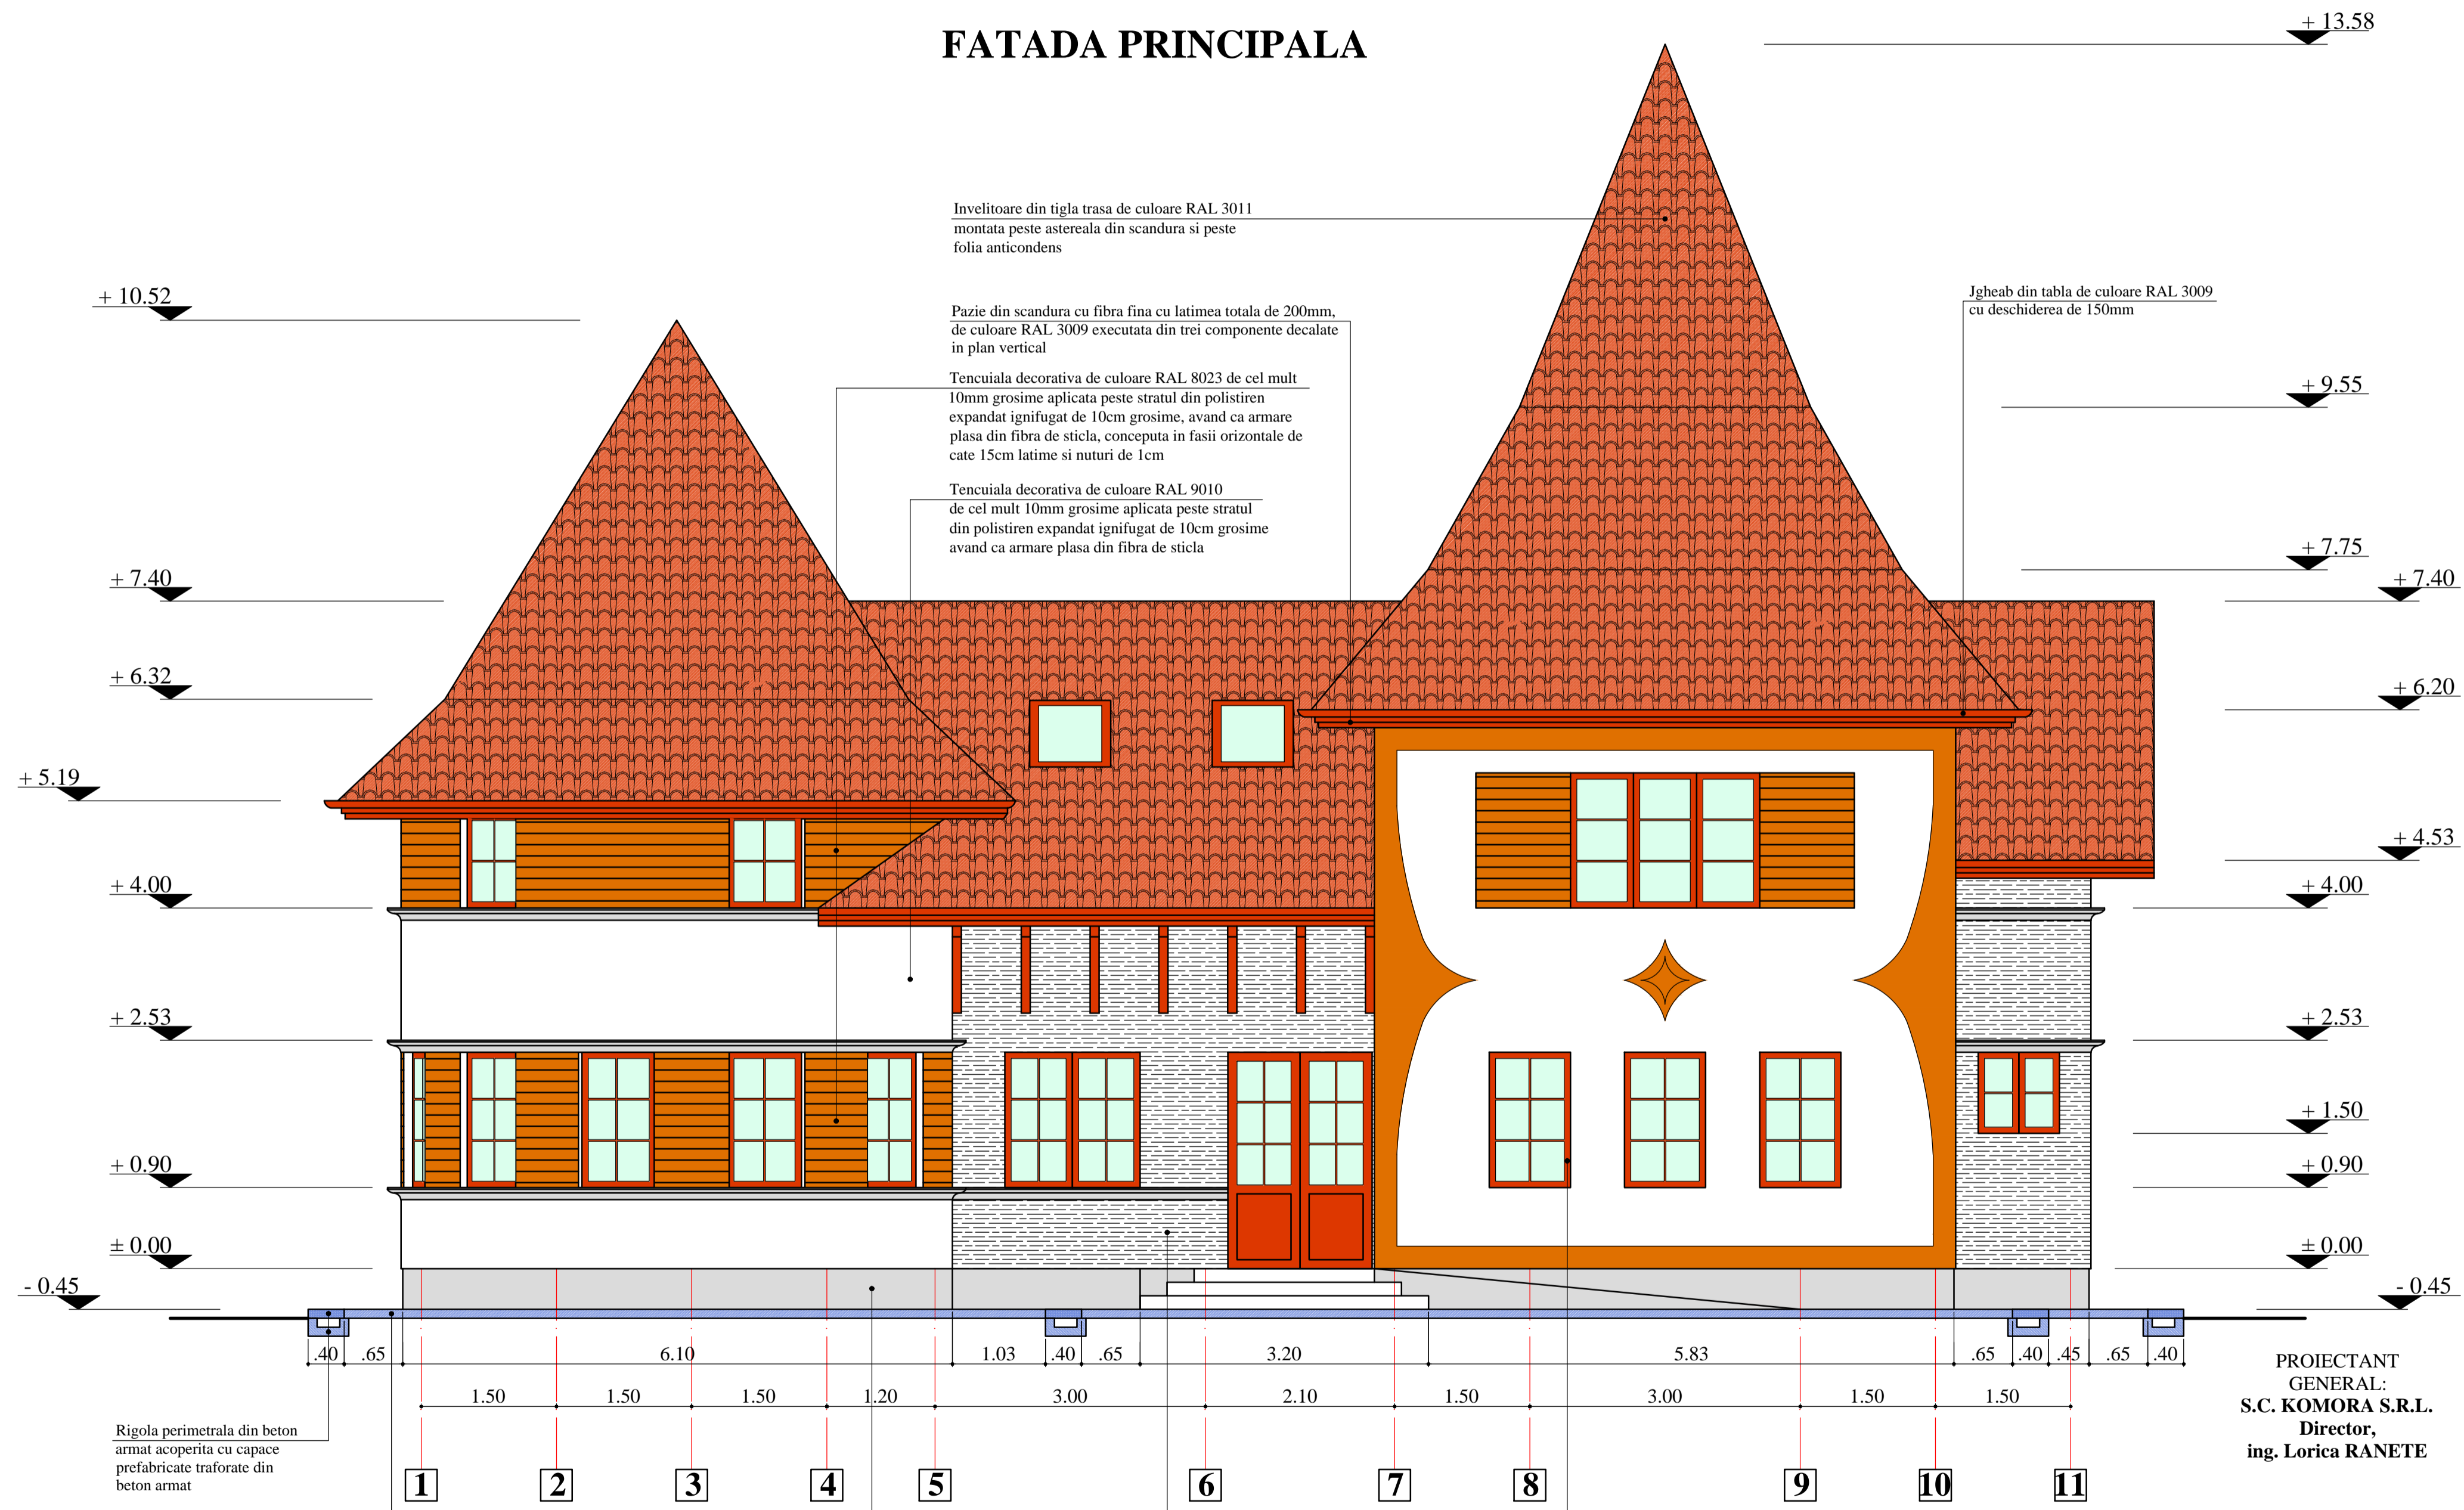 FATADA PRINCIPALA
+ 13.58
Invelitoare din tigla trasa de culoare RAL 3011
montata peste astereala din scandura si peste
folia anticondens
+ 10.52
Pazie din scandura cu fibra fina cu latimea totala de 200mm,
de culoare RAL 3009 executata din trei componente decalate
in plan vertical
Jgheab din tabla de culoare RAL 3009
cu deschiderea de 150mm
Tencuiala decorativa de culoare RAL 8023 de cel mult
10mm grosime aplicata peste stratul din polistiren
expandat ignifugat de 10cm grosime, avand ca armare
plasa din fibra de sticla, conceputa in fasii orizontale de
cate 15cm latime si nuturi de 1cm
+ 9.55
Tencuiala decorativa de culoare RAL 9010
de cel mult 10mm grosime aplicata peste stratul
din polistiren expandat ignifugat de 10cm grosime
avand ca armare plasa din fibra de sticla
+ 7.75
+ 7.40
+ 7.40
+ 6.32
+ 6.20
+ 5.19
+ 4.53
+ 4.00
+ 4.00
+ 2.53
+ 2.53
+ 1.50
+ 0.90
+ 0.90
± 0.00
± 0.00
- 0.45
- 0.45
.40 .65 6.10 1.03 .40 .65 3.20 5.83 .65 .40 .45 .65 .40
1.50 1.50 1.50 1.20 3.00 2.10 1.50 3.00 1.50 1.50
PROIECTANT
GENERAL:
S.C. KOMORA S.R.L.
Director,
ing. Lorica RANETE
Rigola perimetrala din beton
armat acoperita cu capace
prefabricate traforate din
beton armat
1 2 3 4 5 6 7 8 9 10 11